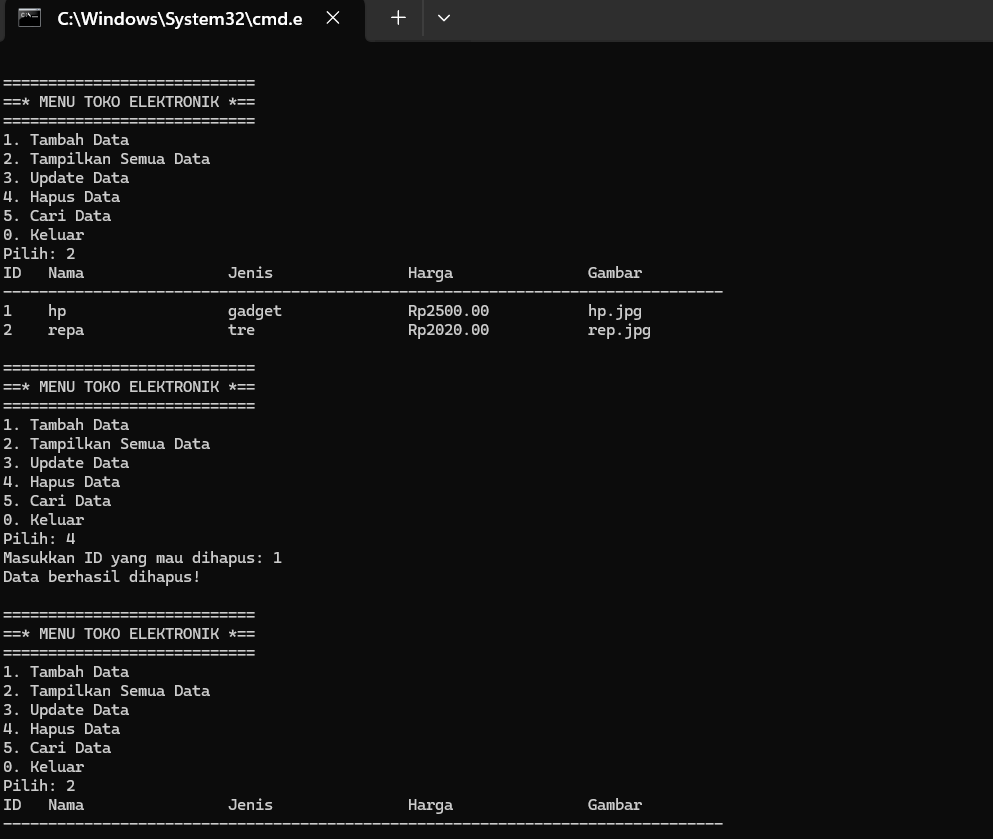 C:\Windows\System32\cmd.e
============================
==* MENU TOKO ELEKTRONIK *==
============================
1. Tambah Data
2. Tampilkan Semua Data
3. Update Data
4. Hapus Data
5. Cari Data
0. Keluar
Pilih: 2
ID   Nama                Jenis               Harga               Gambar
--------------------------------------------------------------------------------
1    hp                  gadget              Rp2500.00           hp.jpg
2    repa                tre                 Rp2020.00           rep.jpg
============================
==* MENU TOKO ELEKTRONIK *==
============================
1. Tambah Data
2. Tampilkan Semua Data
3. Update Data
4. Hapus Data
5. Cari Data
0. Keluar
Pilih: 4
Masukkan ID yang mau dihapus: 1
Data berhasil dihapus!
============================
==* MENU TOKO ELEKTRONIK *==
============================
1. Tambah Data
2. Tampilkan Semua Data
3. Update Data
4. Hapus Data
5. Cari Data
0. Keluar
Pilih: 2
ID   Nama                Jenis               Harga               Gambar
--------------------------------------------------------------------------------